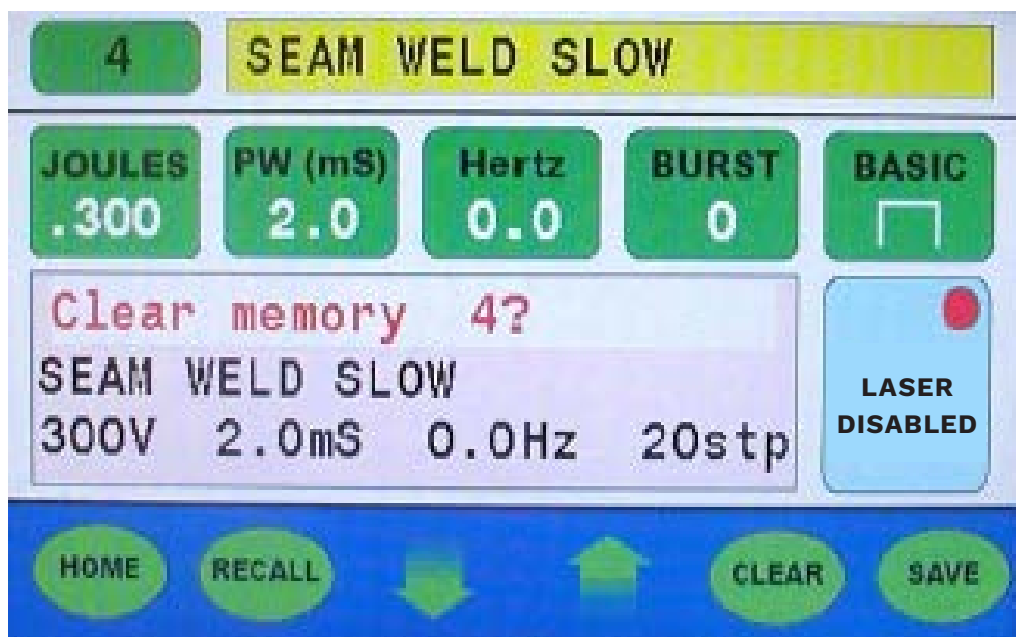 4 SEAM WELD SLOW
JOULES PW (mS) Hertz BURST BASIC
.300 2.0 0.0 0
Clear memory 4?
SEAM WELD SLOW
300V 2.0mS 0.0Hz 20stp
LASER
DISABLED
HOME RECALL CLEAR SAVE